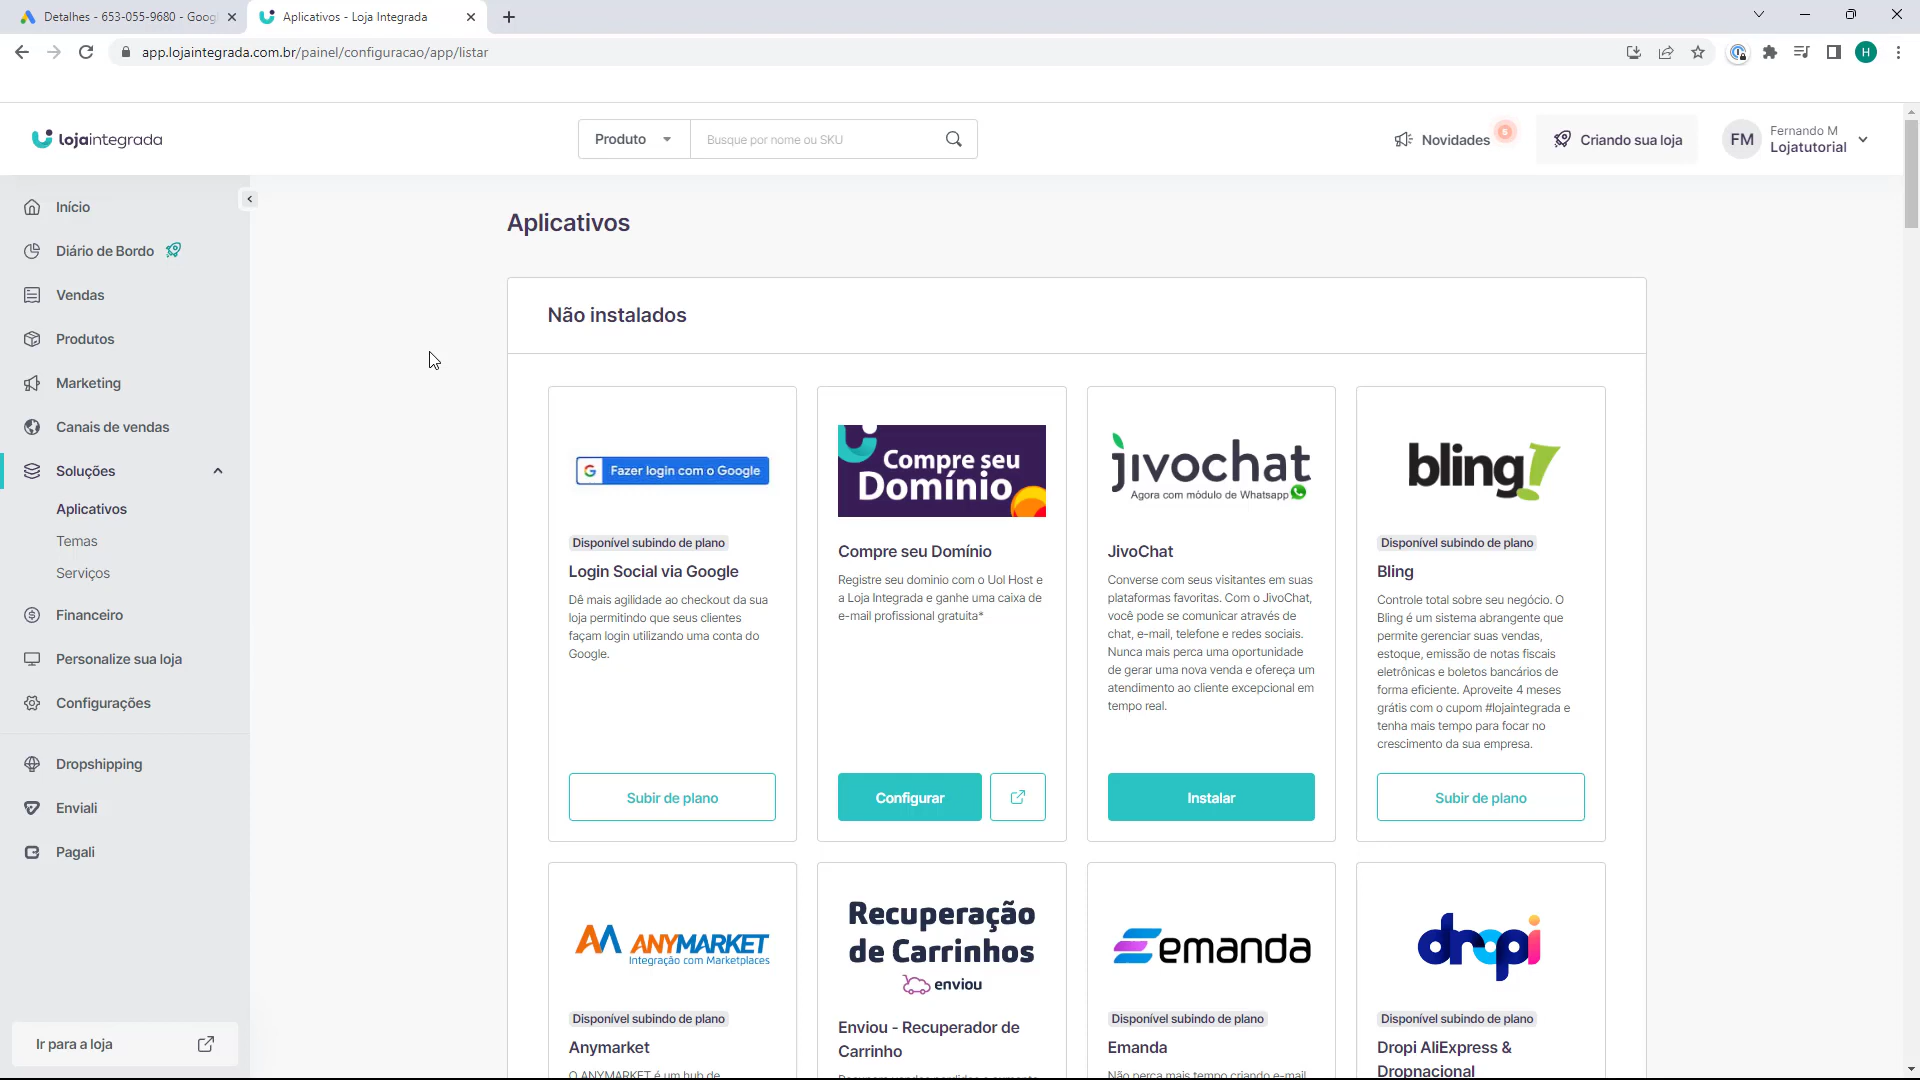 Detalhes - 653-055-9680 - Goog
Aplicativos - Loja Integrada
app.lojaintegrada.com.br/painel/configuracao/app/listar
H
lojaintegrada
Produto
Busque por nome ou SKU
Novidades
5
Criando sua loja
FM
Fernando M
Lojatutorial
Início
Diário de Bordo
Vendas
Produtos
Marketing
Canais de vendas
Soluções
Aplicativos
Temas
Serviços
Financeiro
Personalize sua loja
Configurações
Dropshipping
Enviali
Pagali
Ir para a loja
Aplicativos
Não instalados
G Fazer login com o Google
Disponível subindo de plano
Login Social via Google
Dê mais agilidade ao checkout da sua
loja permitindo que seus clientes
façam login utilizando uma conta do
Google.
Subir de plano
Compre seu
Domínio
Compre seu Domínio
Registre seu dominio com o Uol Host e
a Loja Integrada e ganhe uma caixa de
e-mail profissional gratuita*
Configurar
jivochat
Agora com módulo de Whatsapp
JivoChat
Converse com seus visitantes em suas
plataformas favoritas. Com o JivoChat,
você pode se comunicar através de
chat, e-mail, telefone e redes sociais.
Nunca mais perca uma oportunidade
de gerar uma nova venda e ofereça um
atendimento ao cliente excepcional em
tempo real.
Instalar
bling!
Disponível subindo de plano
Bling
Controle total sobre seu negócio. O
Bling é um sistema abrangente que
permite gerenciar suas vendas,
estoque, emissão de notas fiscais
eletrônicas e boletos bancários de
forma eficiente. Aproveite 4 meses
grátis com o cupom #lojaintegrada e
tenha mais tempo para focar no
crescimento da sua empresa.
Subir de plano
ANYMARKET
Integração com Marketplaces
Disponível subindo de plano
Anymarket
O ANYMARKET é um hub de
Recuperação
de Carrinhos
enviou
Enviou - Recuperador de
Carrinho
emanda
Disponível subindo de plano
Emanda
Não perca mais tempo criando e-mail
dropi
Disponível subindo de plano
Dropi AliExpress &
Dropnacional